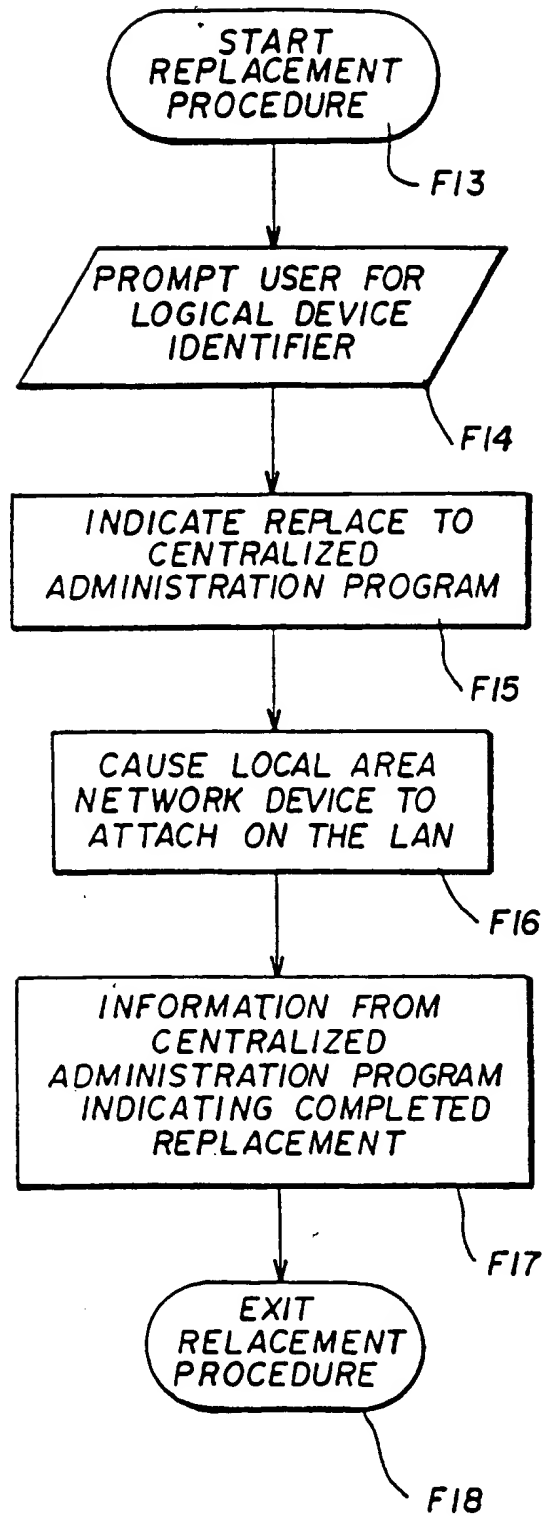 START
REPLACEMENT
PROCEDURE
F13
PROMPT USER FOR
LOGICAL DEVICE
IDENTIFIER
F14
INDICATE REPLACE TO
CENTRALIZED
ADMINISTRATION PROGRAM
F15
CAUSE LOCAL AREA
NETWORK DEVICE TO
ATTACH ON THE LAN
F16
INFORMATION FROM
CENTRALIZED
ADMINISTRATION PROGRAM
INDICATING COMPLETED
REPLACEMENT
F17
EXIT
RELACEMENT
PROCEDURE
F18